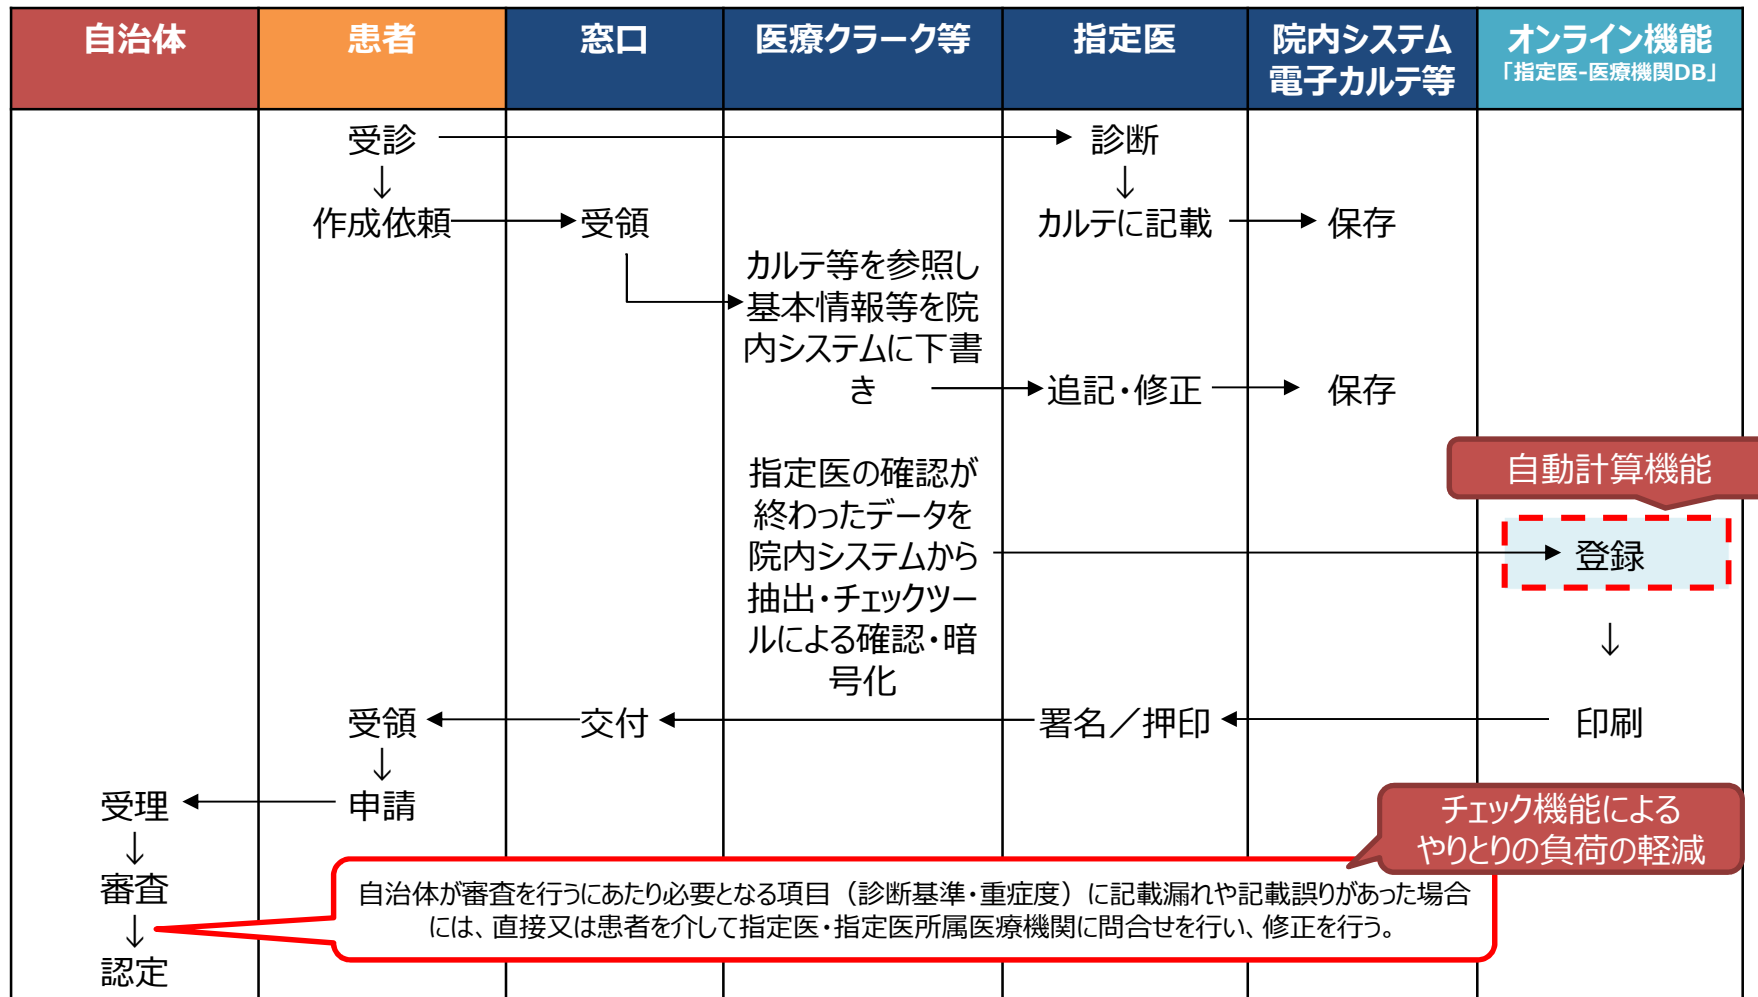 自治体
患者
窓口
医療クラーク等
指定医
院内システム
電子カルテ等
オンライン機能
「指定医-医療機関DB」
受診
診断
↓
↓
作成依頼
受領
カルテに記載
保存
カルテ等を参照し
基本情報等を院
内システムに下書
き
追記・修正
保存
自動計算機能
指定医の確認が
終わったデータを
院内システムから
抽出・チェックツー
ルによる確認・暗
号化
登録
↓
受領
交付
署名／押印
印刷
↓
受理
申請
チェック機能による
やりとりの負荷の軽減
↓
審査
自治体が審査を行うにあたり必要となる項目（診断基準・重症度）に記載漏れや記載誤りがあった場合
には、直接又は患者を介して指定医・指定医所属医療機関に問合せを行い、修正を行う。
↓
認定